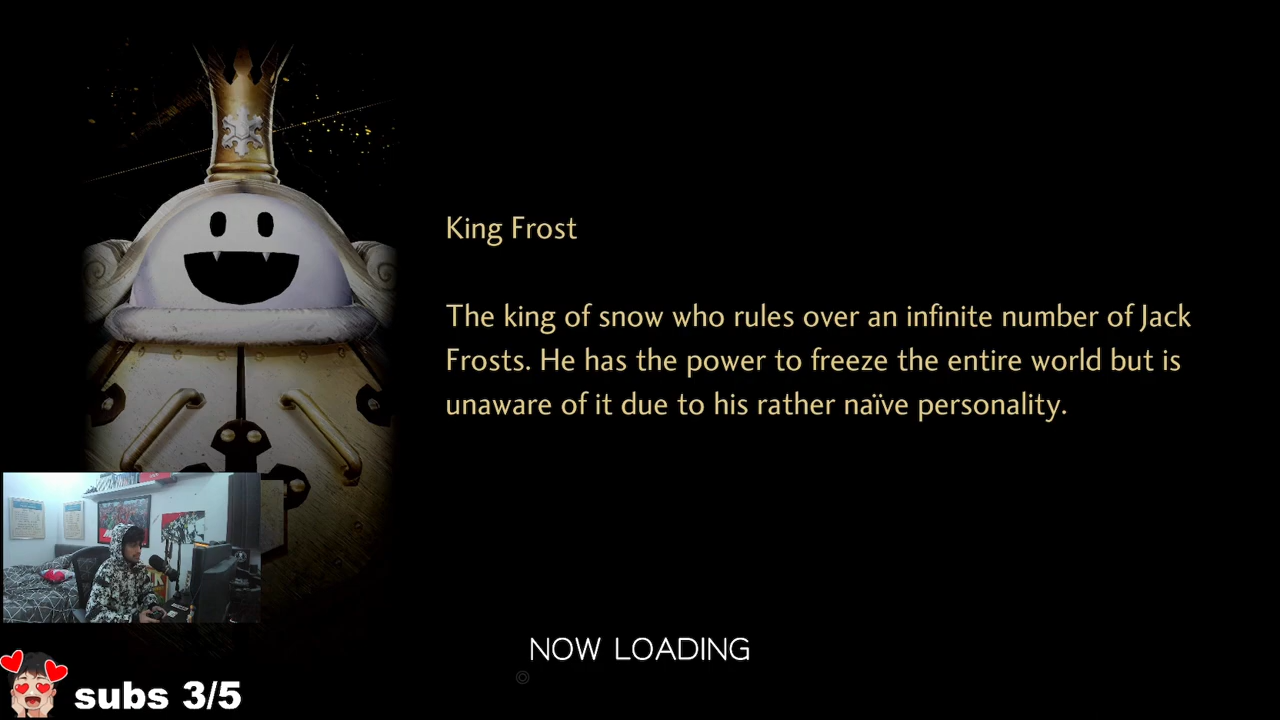 King Frost
The king of snow who rules over an infinite number of Jack
Frosts. He has the power to freeze the entire world but is
unaware of it due to his rather naïve personality.
NOW LOADING
subs 3/5